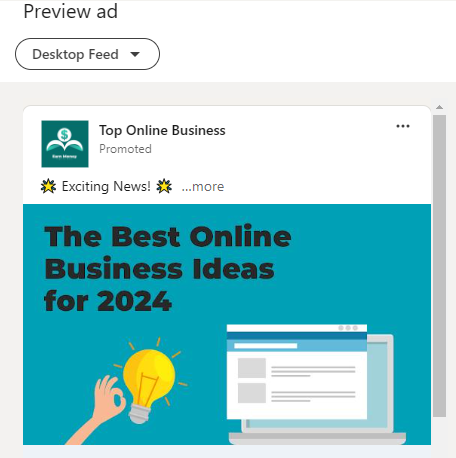 Preview ad
Desktop Feed
Top Online Business
Promoted
Earn Money
🌟 Exciting News! 🌟 ...more
The Best Online
Business Ideas
for 2024